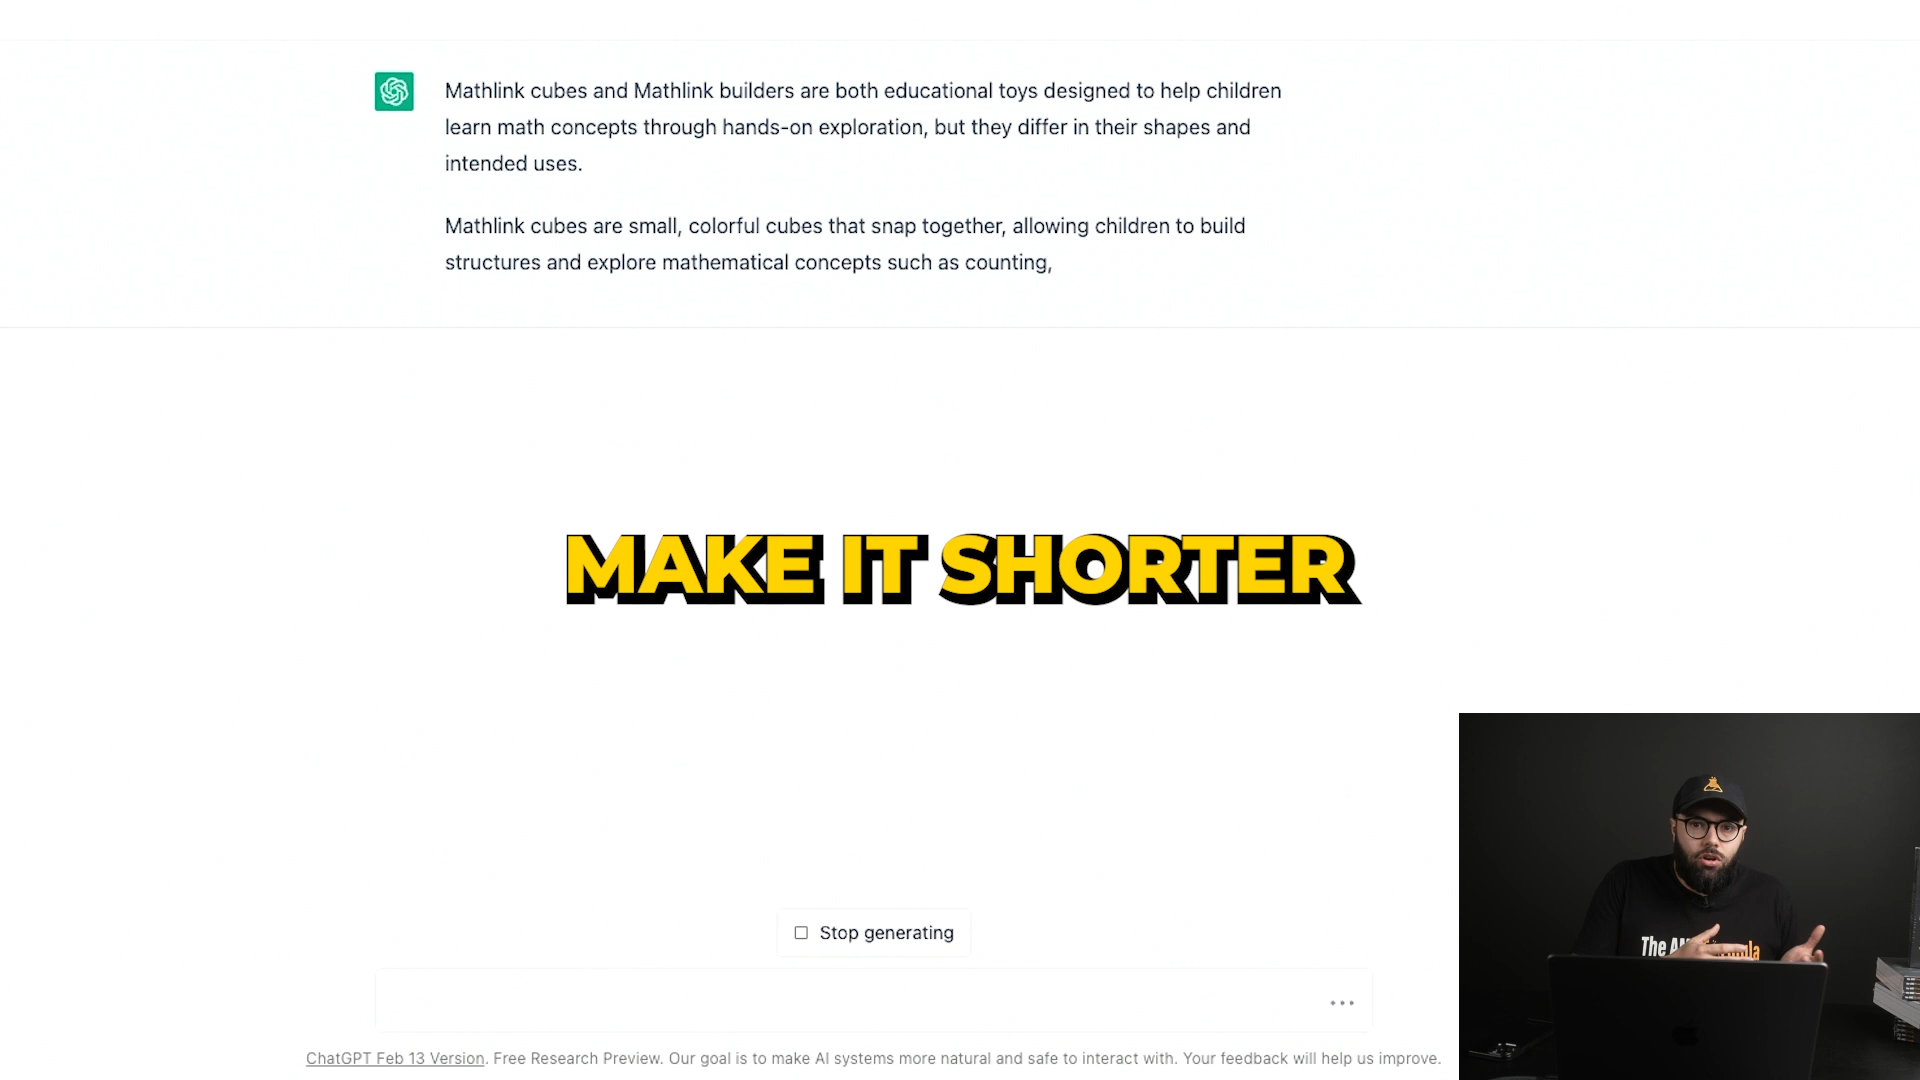 Mathlink cubes and Mathlink builders are both educational toys designed to help children
learn math concepts through hands-on exploration, but they differ in their shapes and
intended uses.
Mathlink cubes are small, colorful cubes that snap together, allowing children to build
structures and explore mathematical concepts such as counting,
MAKE IT SHORTER
Stop generating
The
ChatGPT Feb 13 Version. Free Research Preview. Our goal is to make AI systems more natural and safe to interact with. Your feedback will help us improve.